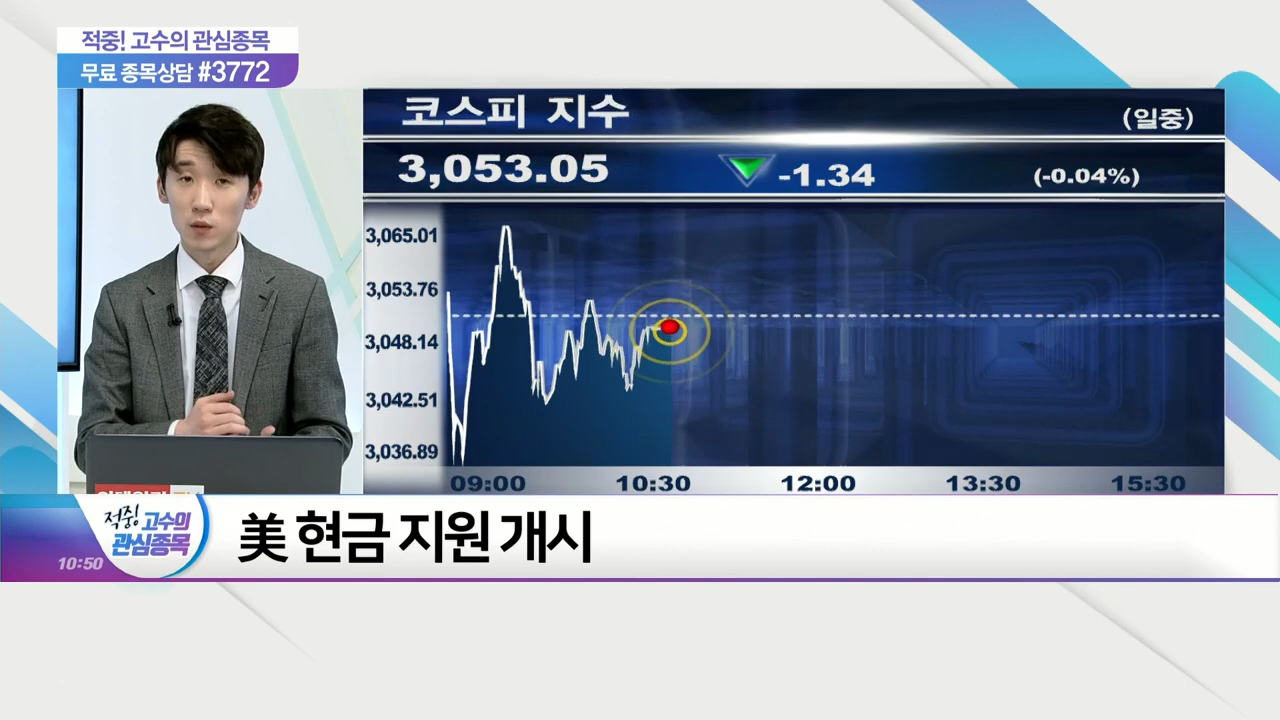 적중! 고수의 관심종목
무료 종목상담 #3772
코스피 지수
(일중)
3,053.05
-1.34
(-0.04%)
3,065.01
3,053.76
3,048.14
3,042.51
3,036.89
09:00
10:30
12:00
13:30
15:30
적중! 고수의
관심종목
10:50
美 현금 지원 개시